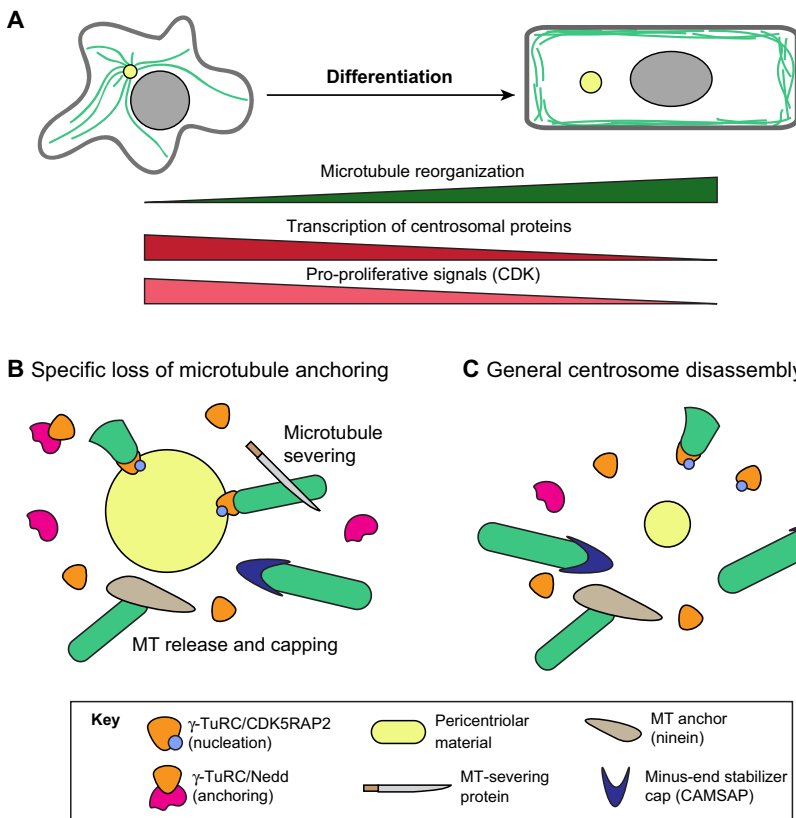 A
Differentiation
Microtubule reorganization
Transcription of centrosomal proteins
Pro-proliferative signals (CDK)
B Specific loss of microtubule anchoring
C General centrosome disassembly
Microtubule
severing
MT release and capping
Key
γ-TuRC/CDK5RAP2
(nucleation)
Pericentriolar
material
MT anchor
(ninein)
γ-TuRC/Nedd
(anchoring)
MT-severing
protein
Minus-end stabilizer
cap (CAMSAP)